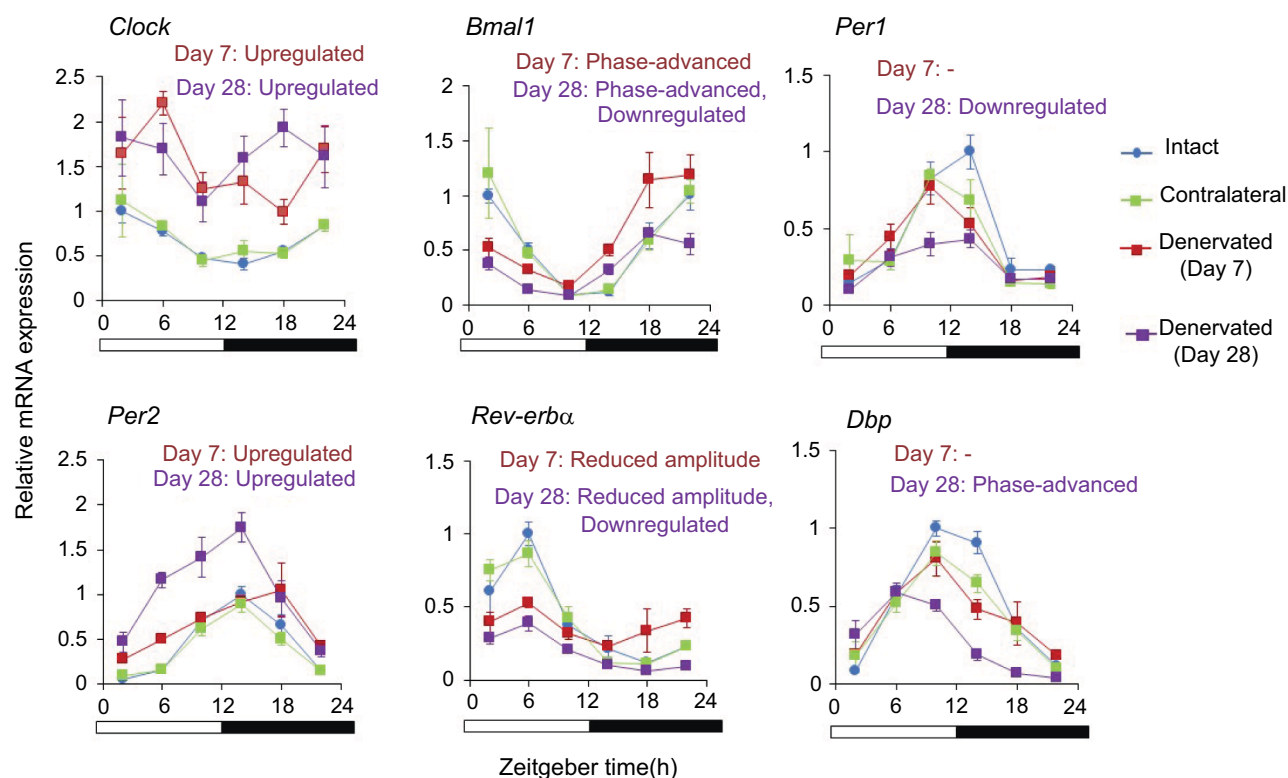 Clock
Day 7: Upregulated
Day 28: Upregulated
2.5
2
1.5
1
0.5
0
0 6 12 18 24
Bmal1
Day 7: Phase-advanced
Day 28: Phase-advanced,
Downregulated
2
1.5
1
0.5
0
0 6 12 18 24
Per1
Day 7: -
Day 28: Downregulated
1.5
1
0.5
0
0 6 12 18 24
Intact
Contralateral
Denervated
(Day 7)
Denervated
(Day 28)
Relative mRNA expression
Per2
Day 7: Upregulated
Day 28: Upregulated
2.5
2
1.5
1
0.5
0
0 6 12 18 24
Rev-erbα
Day 7: Reduced amplitude
Day 28: Reduced amplitude,
Downregulated
1.5
1
0.5
0
0 6 12 18 24
Dbp
Day 7: -
Day 28: Phase-advanced
1.5
1
0.5
0
0 6 12 18 24
Zeitgeber time(h)